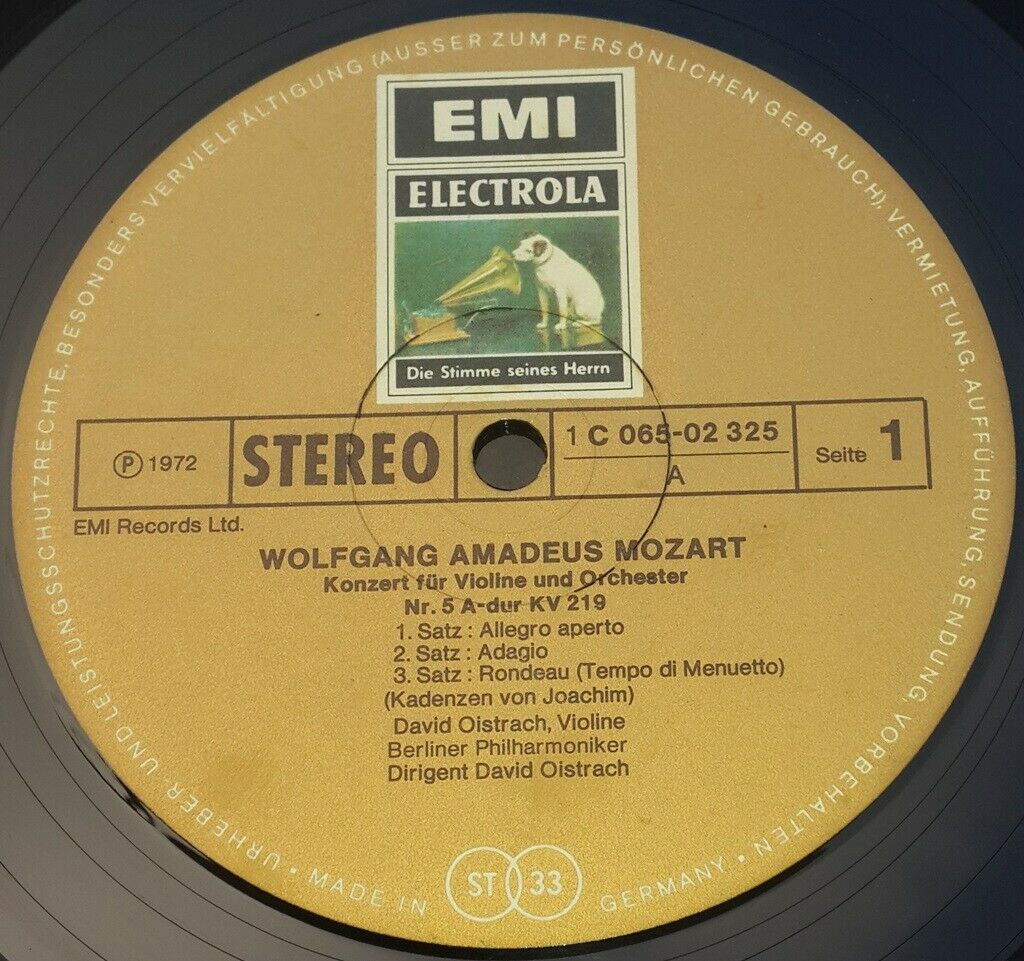 URHEBER- UND LEISTUNGSSCHUTZRECHTE, BESONDERS VERVIELFÄLTIGUNG (AUSSER ZUM PERSÖNLICHEN GEBRAUCH), VERMIETUNG, AUFFÜHRUNG, SENDUNG, VORBEHALTEN •
EMI
ELECTROLA
Die Stimme seines Herrn
Ⓟ 1972
STEREO
1 C 065-02 325
A
Seite 1
EMI Records Ltd.
WOLFGANG AMADEUS MOZART
Konzert für Violine und Orchester
Nr. 5 A-dur KV 219
1. Satz : Allegro aperto
2. Satz : Adagio
3. Satz : Rondeau (Tempo di Menuetto)
(Kadenzen von Joachim)
David Oistrach, Violine
Berliner Philharmoniker
Dirigent David Oistrach
• MADE IN GERMANY •
ST 33